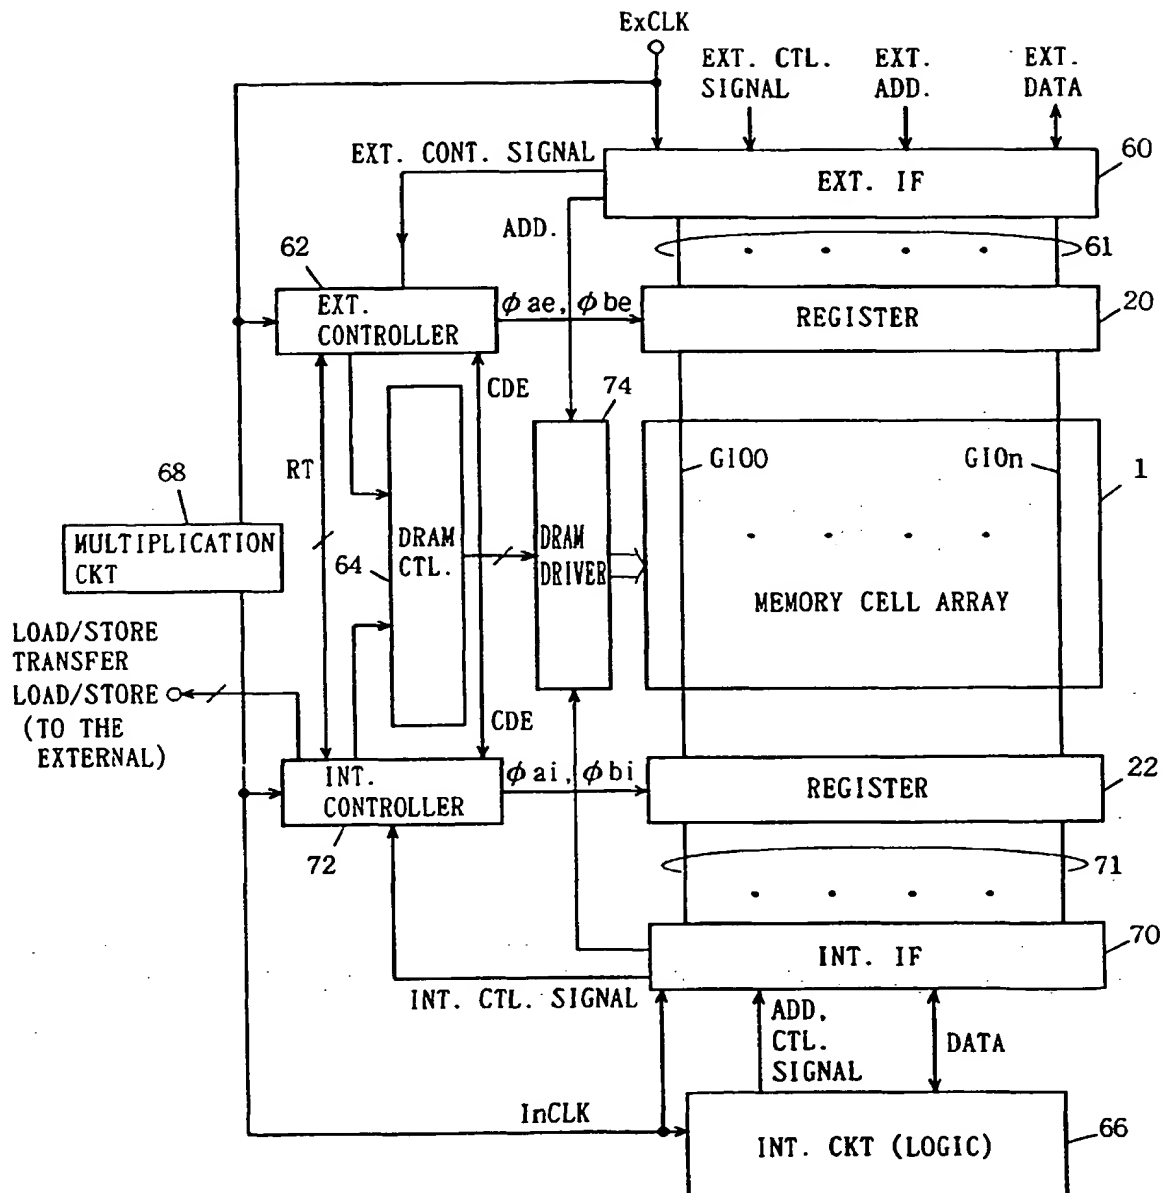 ExCLK
EXT. CTL.
SIGNAL
EXT.
ADD.
EXT.
DATA
EXT. CONT. SIGNAL
60
EXT. IF
ADD.
61
62
EXT.
CONTROLLER
ϕae, ϕbe
REGISTER
20
CDE
74
GIO0
GIOn
1
RT
68
MULTIPLICATION
CKT
64
DRAM
CTL.
DRAM
DRIVER
MEMORY CELL ARRAY
LOAD/STORE
TRANSFER
LOAD/STORE
(TO THE
EXTERNAL)
CDE
INT.
CONTROLLER
ϕai, ϕbi
REGISTER
22
72
71
70
INT. IF
INT. CTL. SIGNAL
ADD.
CTL.
SIGNAL
DATA
InCLK
INT. CKT (LOGIC)
66